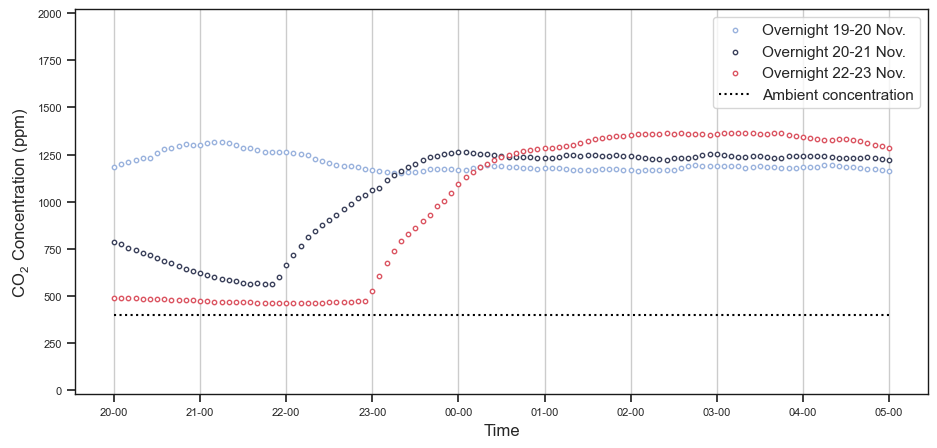 2000
1750
1500
1250
1000
750
500
250
0
CO₂ Concentration (ppm)
Overnight 19-20 Nov.
Overnight 20-21 Nov.
Overnight 22-23 Nov.
Ambient concentration
20-00 21-00 22-00 23-00 00-00 01-00 02-00 03-00 04-00 05-00
Time